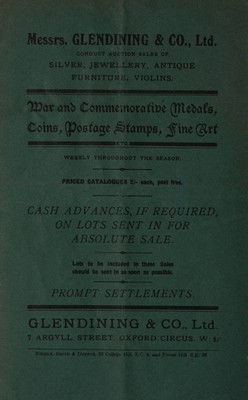 Messrs. GLENDINING & CO., Ltd.
CONDUCT AUCTION SALES OF
SILVER, JEWELLERY, ANTIQUE
FURNITURE, VIOLINS.
War and Commemorative Medals,
Coins, Postage Stamps, Fine Art
ETC.
WEEKLY THROUGHOUT THE SEASON.
PRICED CATALOGUES 2/- each, post free.
CASH ADVANCES, IF REQUIRED,
ON LOTS SENT IN FOR
ABSOLUTE SALE.
Lots to be included in these Sales
should be sent in as soon as possible.
PROMPT SETTLEMENTS.
GLENDINING & CO., Ltd.
7 ARGYLL STREET, OXFORD CIRCUS, W. 1